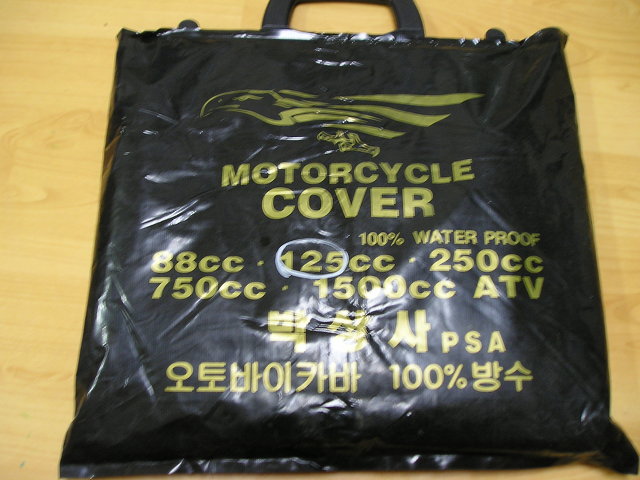 MOTORCYCLE
COVER
100% WATER PROOF
88cc · 125cc · 250cc
750cc · 1500cc ATV
PSA
오토바이카바 100%방수